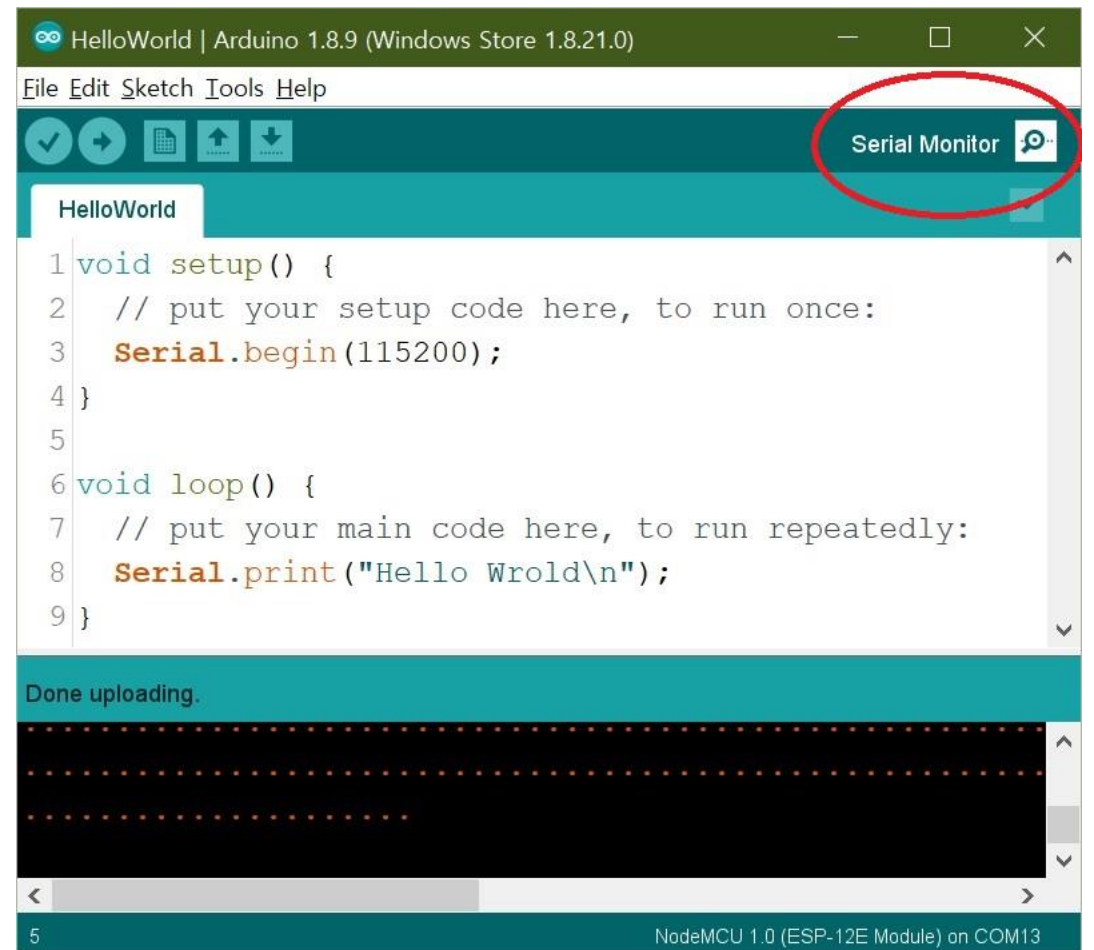 HelloWorld | Arduino 1.8.9 (Windows Store 1.8.21.0)
File Edit Sketch Tools Help
Serial Monitor
HelloWorld
1 void setup() {
2   // put your setup code here, to run once:
3   Serial.begin(115200);
4 }
5
6 void loop() {
7   // put your main code here, to run repeatedly:
8   Serial.print("Hello Wrold\n");
9 }
Done uploading.
5 NodeMCU 1.0 (ESP-12E Module) on COM13